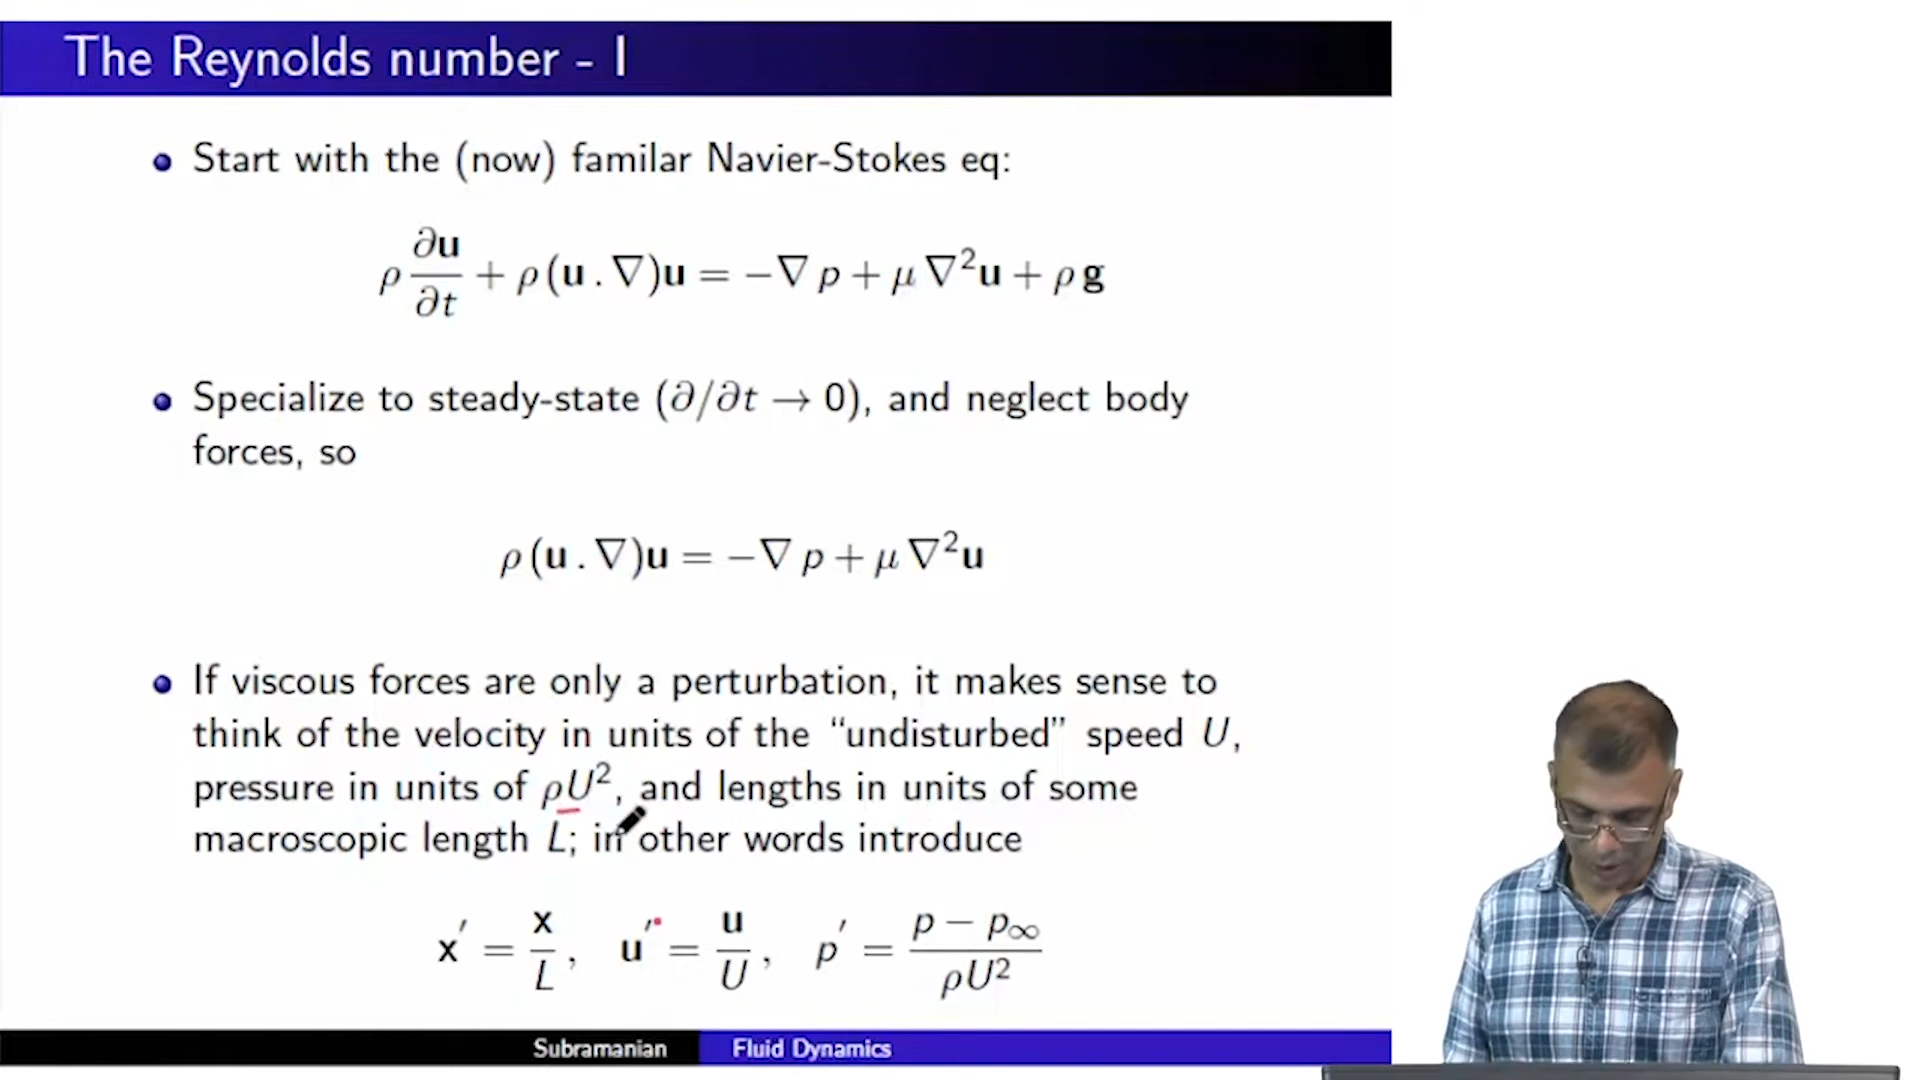 The Reynolds number - I
Start with the (now) familar Navier-Stokes eq:
ρ ∂u/∂t + ρ(u . ∇)u = −∇ p + μ ∇²u + ρ g
Specialize to steady-state (∂/∂t → 0), and neglect body
forces, so
ρ(u . ∇)u = −∇ p + μ ∇²u
If viscous forces are only a perturbation, it makes sense to
think of the velocity in units of the “undisturbed” speed U,
pressure in units of ρU², and lengths in units of some
macroscopic length L; in other words introduce
x′ = x/L, u′ = u/U, p′ = (p − p∞)/ρU²
Subramanian Fluid Dynamics